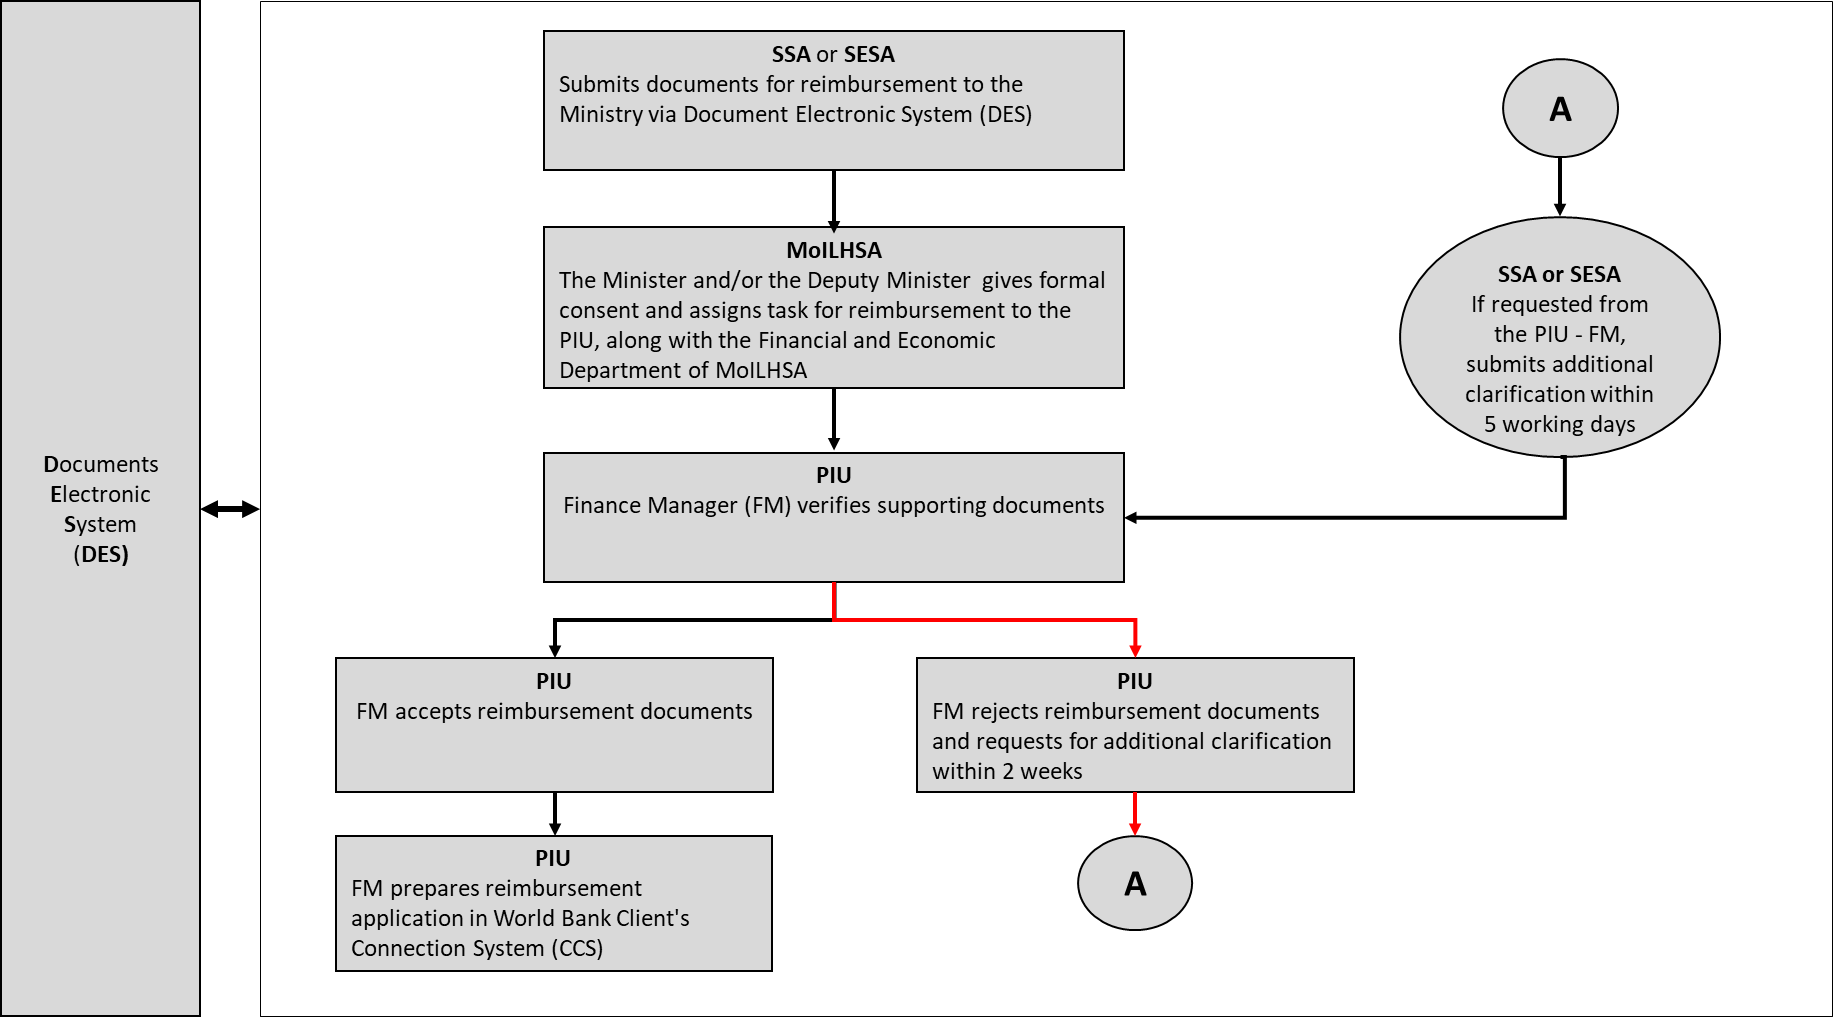 Documents
Electronic
System
(DES)
SSA or SESA
Submits documents for reimbursement to the
Ministry via Document Electronic System (DES)
MoILHSA
The Minister and/or the Deputy Minister  gives formal
consent and assigns task for reimbursement to the
PIU, along with the Financial and Economic
Department of MoILHSA
PIU
Finance Manager (FM) verifies supporting documents
PIU
FM accepts reimbursement documents
PIU
FM prepares reimbursement
application in World Bank Client's
Connection System (CCS)
PIU
FM rejects reimbursement documents
and requests for additional clarification
within 2 weeks
A
A
SSA or SESA
If requested from
the PIU - FM,
submits additional
clarification within
5 working days